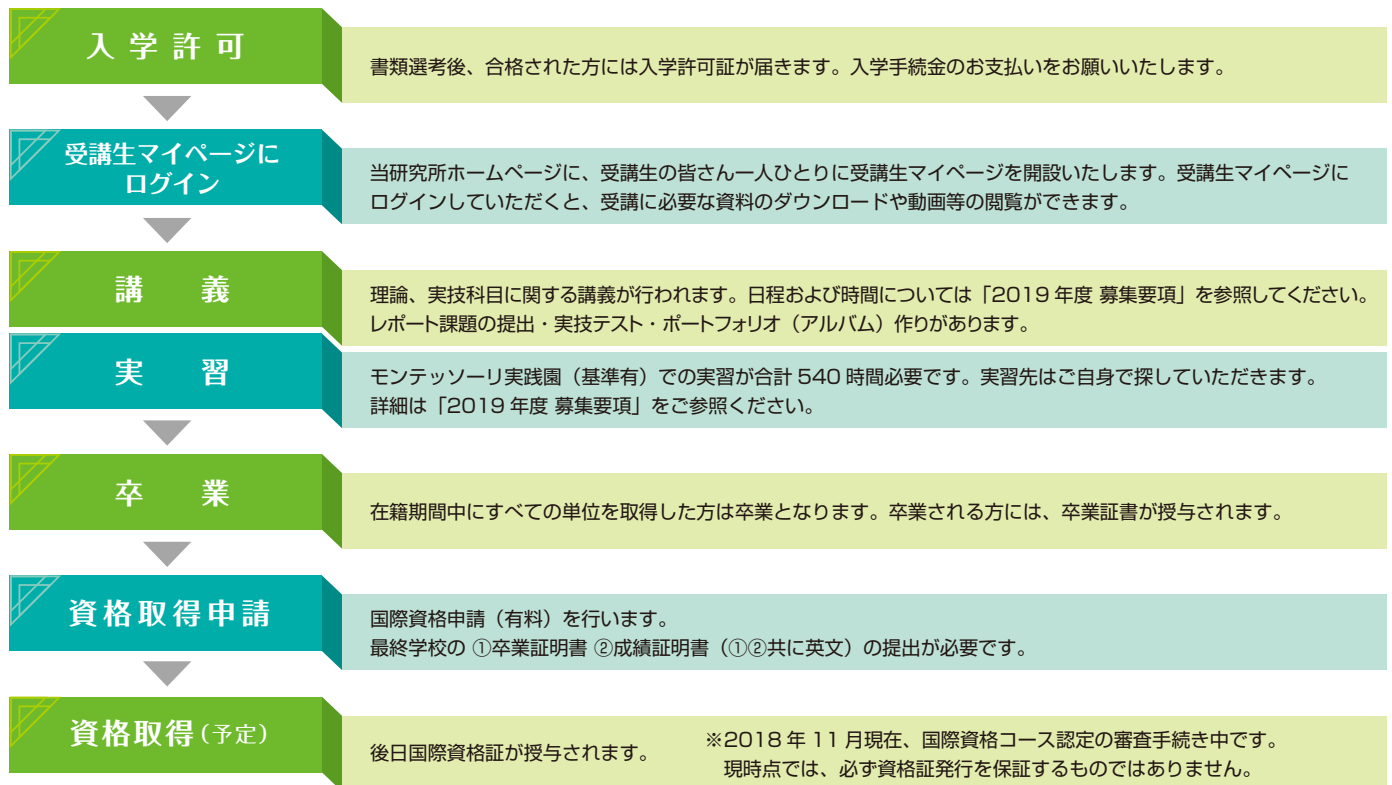 入学許可
書類選考後、合格された方には入学許可証が届きます。入学手続金のお支払いをお願いいたします。
受講生マイページに
ログイン
当研究所ホームページに、受講生の皆さん一人ひとりに受講生マイページを開設いたします。受講生マイページに
ログインしていただくと、受講に必要な資料のダウンロードや動画等の閲覧ができます。
講　義
理論、実技科目に関する講義が行われます。日程および時間については「2019年度 募集要項」を参照してください。
レポート課題の提出・実技テスト・ポートフォリオ（アルバム）作りがあります。
実　習
モンテッソーリ実践園（基準有）での実習が合計 540 時間必要です。実習先はご自身で探していただきます。
詳細は「2019年度 募集要項」をご参照ください。
卒　業
在籍期間中にすべての単位を取得した方は卒業となります。卒業される方には、卒業証書が授与されます。
資格取得申請
国際資格申請（有料）を行います。
最終学校の ①卒業証明書 ②成績証明書（①②共に英文）の提出が必要です。
資格取得（予定）
後日国際資格証が授与されます。
※2018年11月現在、国際資格コース認定の審査手続き中です。
現時点では、必ず資格証発行を保証するものではありません。